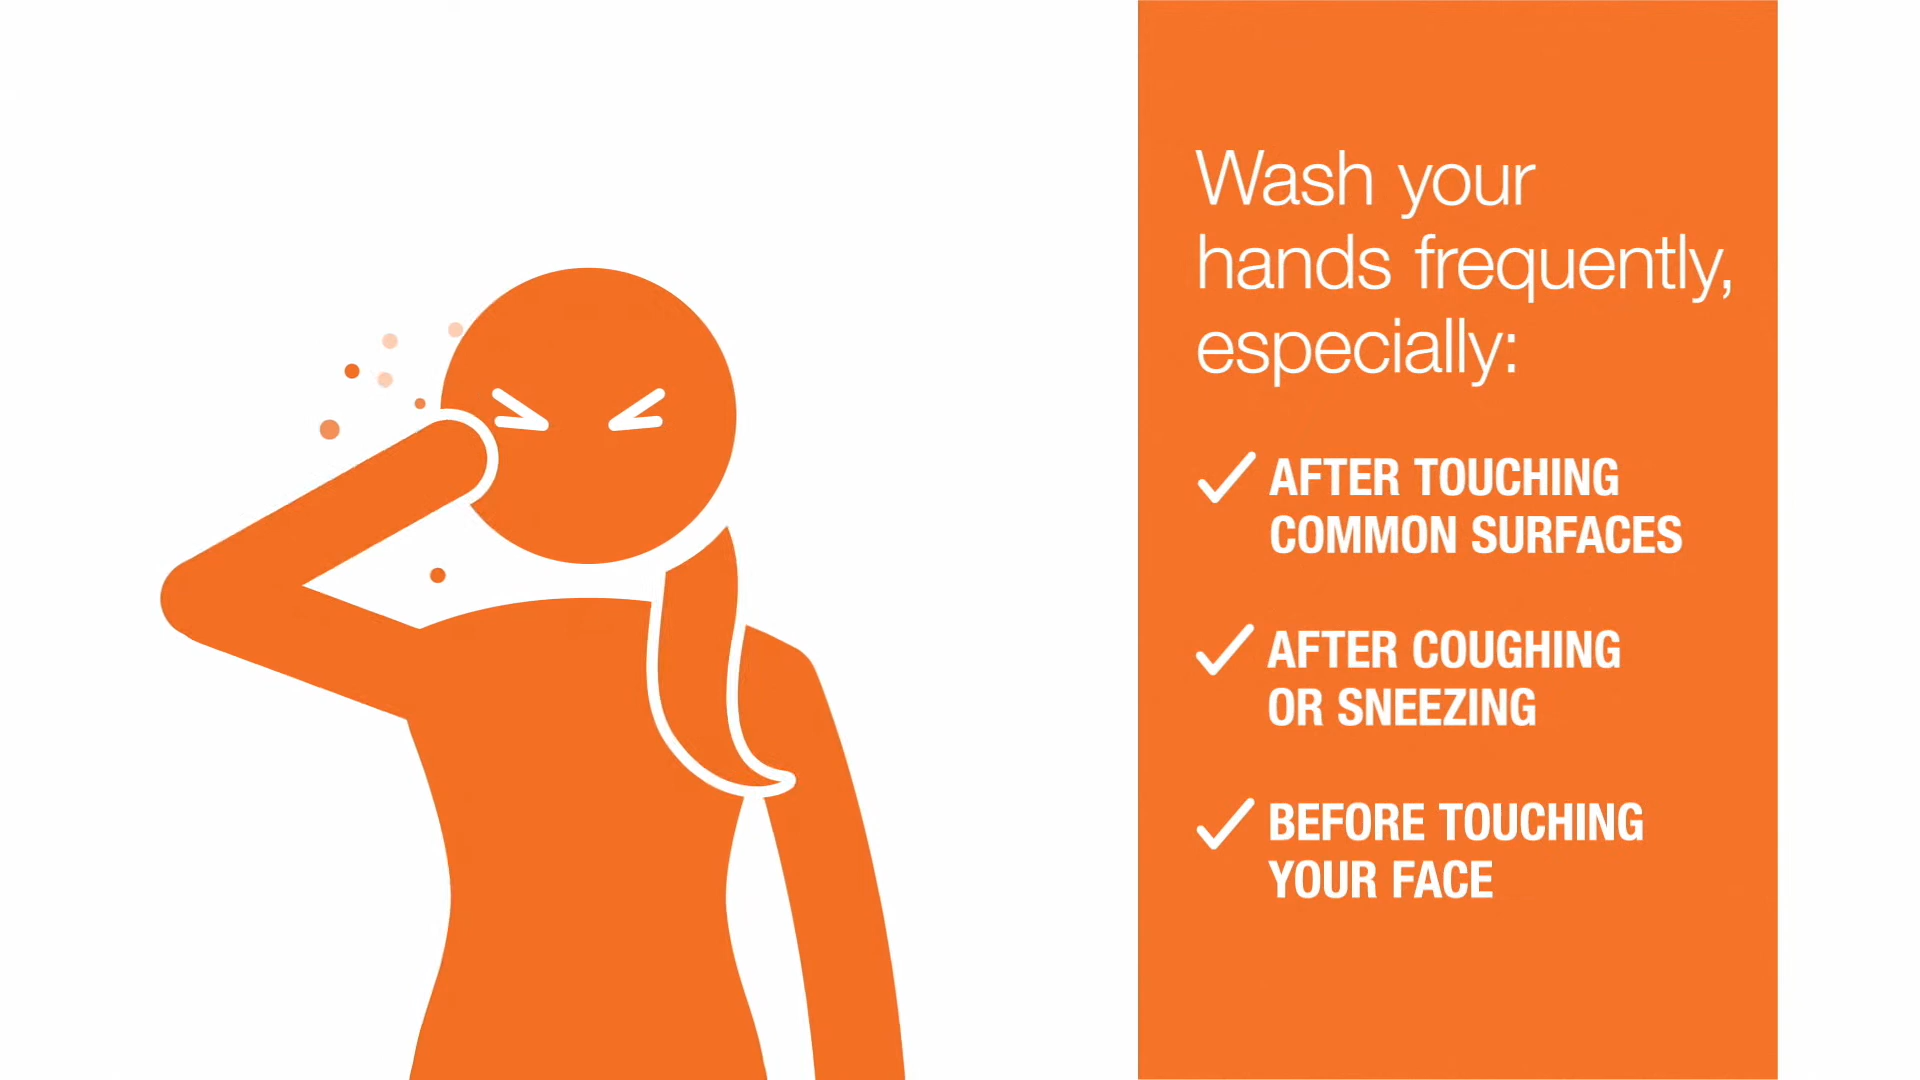 Wash your
hands frequently,
especially:
AFTER TOUCHING
COMMON SURFACES
AFTER COUGHING
OR SNEEZING
BEFORE TOUCHING
YOUR FACE